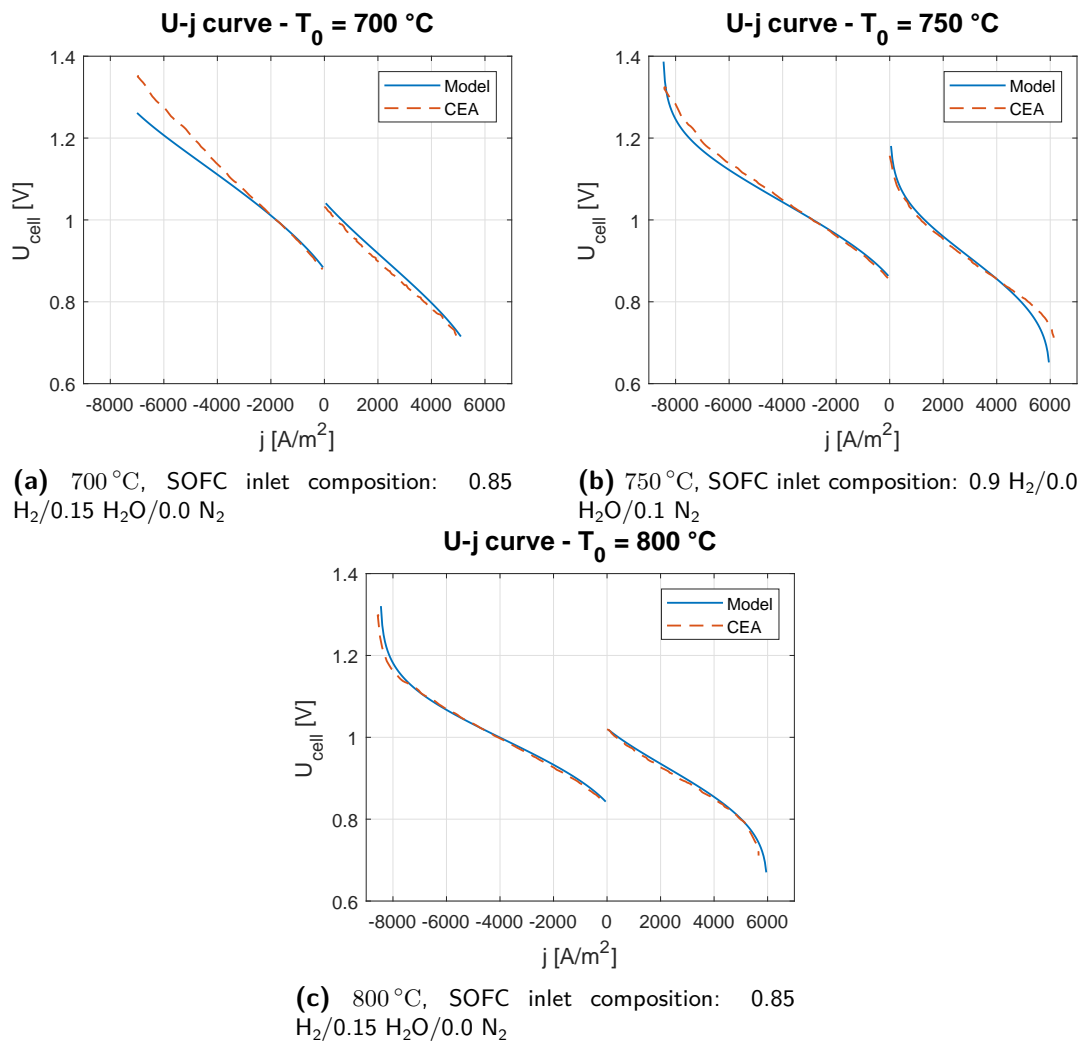 U-j curve - T₀ = 700 °C
1.4
1.2
1
0.8
0.6
U_cell [V]
Model
CEA
-8000 -6000 -4000 -2000 0 2000 4000 6000
j [A/m²]
(a) 700 °C, SOFC inlet composition: 0.85
H₂/0.15 H₂O/0.0 N₂
U-j curve - T₀ = 750 °C
1.4
1.2
1
0.8
0.6
U_cell [V]
Model
CEA
-8000 -6000 -4000 -2000 0 2000 4000 6000
j [A/m²]
(b) 750 °C, SOFC inlet composition: 0.9 H₂/0.0
H₂O/0.1 N₂
U-j curve - T₀ = 800 °C
1.4
1.2
1
0.8
0.6
U_cell [V]
Model
CEA
-8000 -6000 -4000 -2000 0 2000 4000 6000
j [A/m²]
(c) 800 °C, SOFC inlet composition: 0.85
H₂/0.15 H₂O/0.0 N₂